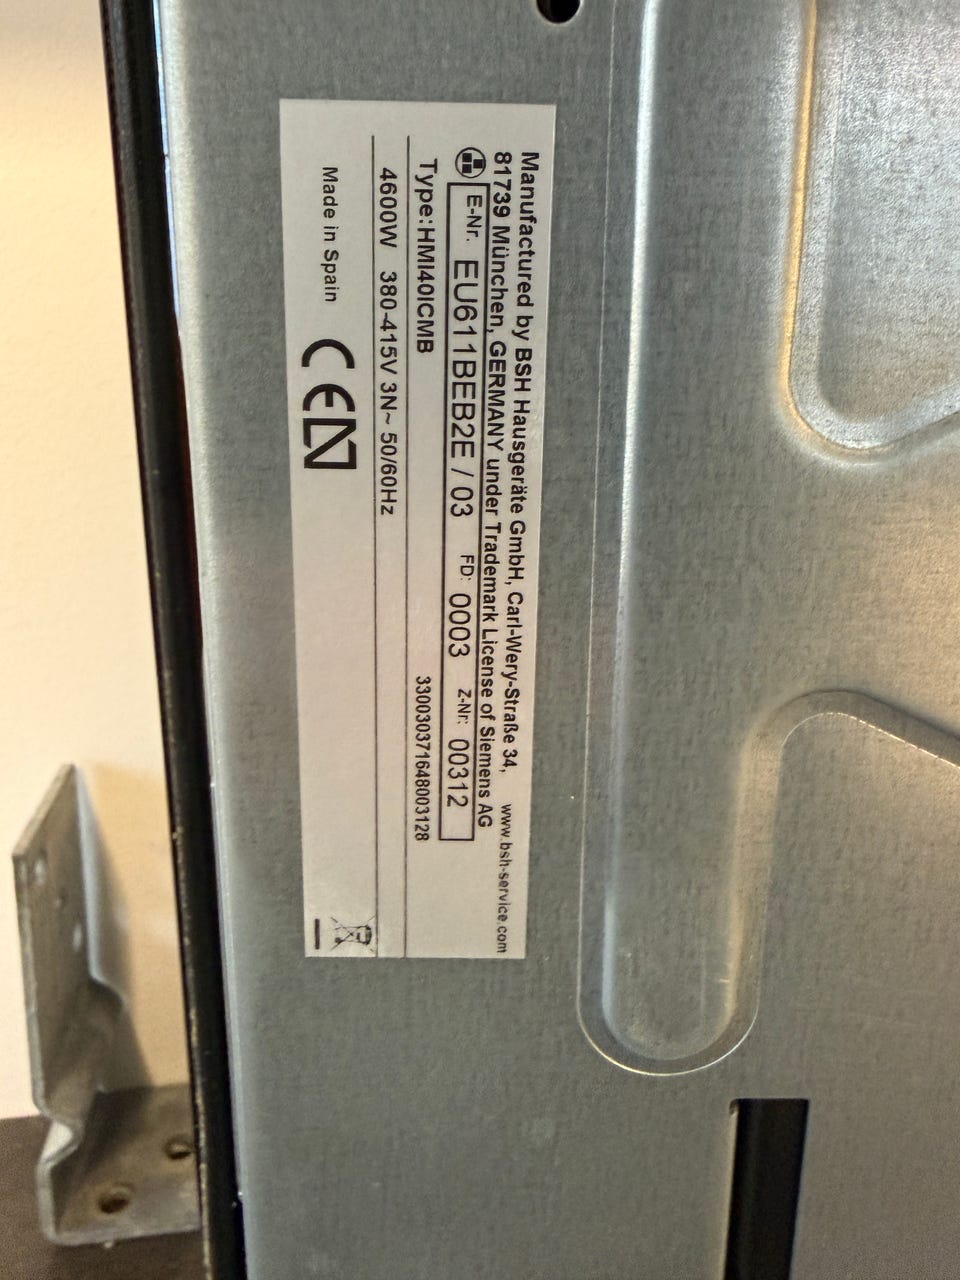 Manufactured by BSH Hausgeräte GmbH, Carl-Wery-Straße 34,
81739 München, GERMANY under Trademark License of Siemens AG
www.bsh-service.com
E-Nr. EU611BEB2E / 03 FD: 0003 Z-Nr: 00312
Type:HMI40ICMB 330030371648003128
4600W 380-415V 3N~ 50/60Hz
Made in Spain CE